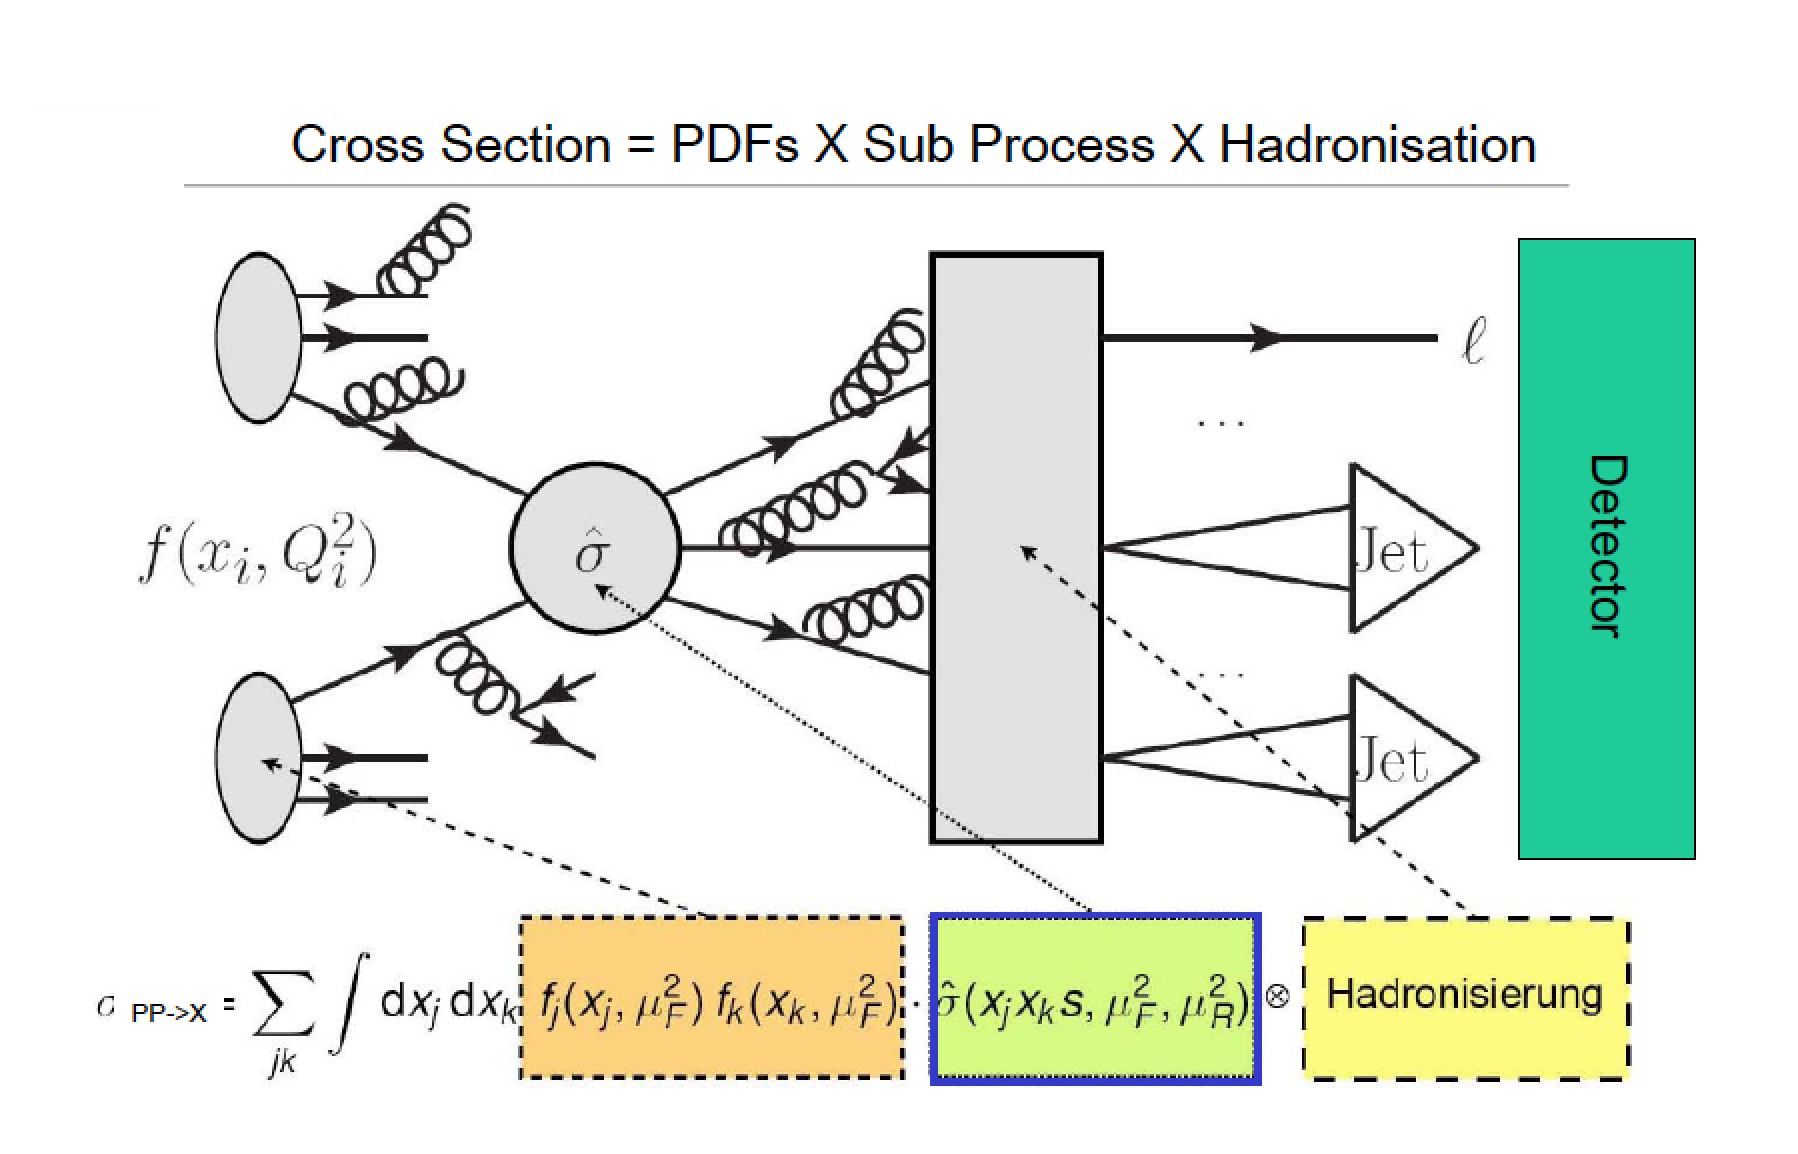 Cross Section = PDFs X Sub Process X Hadronisation
ℓ
...
f(x_i, Q_i^2)
σ̂
Jet
Detector
...
Jet
σ PP->X = ∑_{jk} ∫ dx_j dx_k f_j(x_j, μ_F^2) f_k(x_k, μ_F^2) · σ̂(x_j x_k s, μ_F^2, μ_R^2) ⊗ Hadronisierung